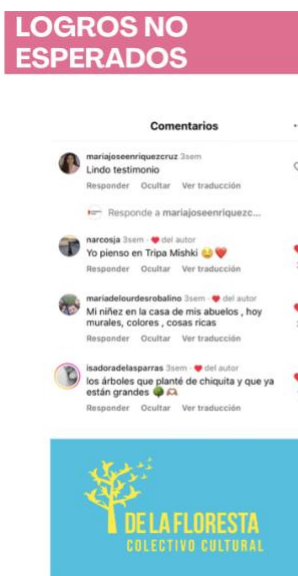 LOGROS NO
ESPERADOS
Comentarios
mariajoseenriquezcruz 3sem
Lindo testimonio
Responder Ocultar Ver traducción
Responde a mariajoseenriquezc...
narcosja 3sem · ❤️ del autor
Yo pienso en Tripa Mishki 😋❤️
Responder Ocultar Ver traducción
mariadelourdesrobalino 3sem · ❤️ del autor
Mi niñez en la casa de mis abuelos , hoy
murales, colores , cosas ricas
Responder Ocultar Ver traducción
isadoradelasparras 3sem · ❤️ del autor
los árboles que planté de chiquita y que ya
están grandes 🌳🫶🏽
Responder Ocultar Ver traducción
DE LA FLORESTA
COLECTIVO CULTURAL